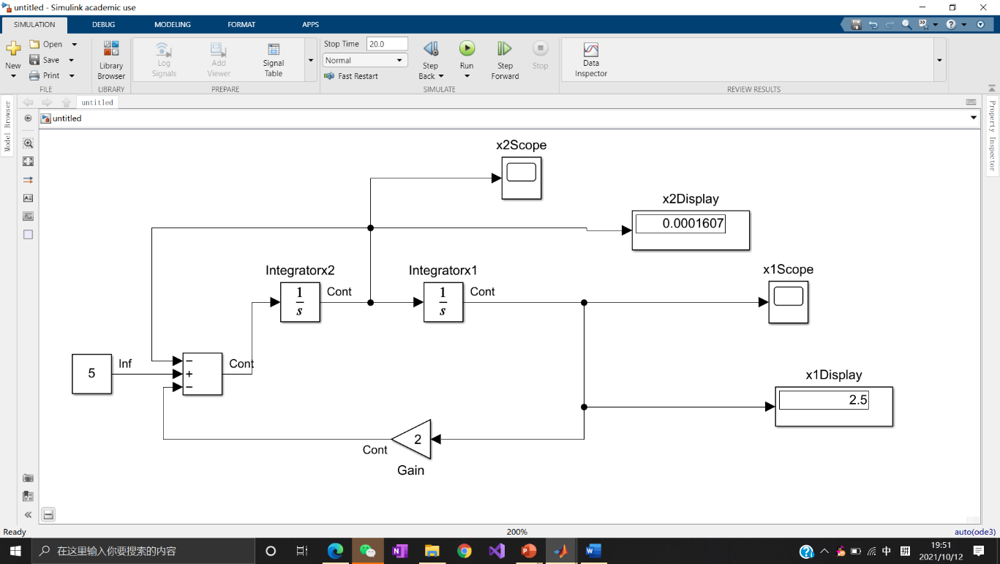 untitled - Simulink academic use
SIMULATION DEBUG MODELING FORMAT APPS
New
Open
Save
Print
FILE
Library
Browser
LIBRARY
Log
Signals
Add
Viewer
Signal
Table
PREPARE
Stop Time 20.0
Normal
Fast Restart
Step
Back
Run
Step
Forward
Stop
SIMULATE
Data
Inspector
REVIEW RESULTS
Model Browser
untitled
untitled
Property Inspector
x2Scope
x2Display
0.0001607
Integratorx2
1
s
Cont
Integratorx1
1
s
Cont
x1Scope
5
Inf
−
+
−
Cont
x1Display
2.5
2
Cont
Gain
Ready
200%
auto(ode3)
在这里输入你要搜索的内容
中
拼
19:51
2021/10/12